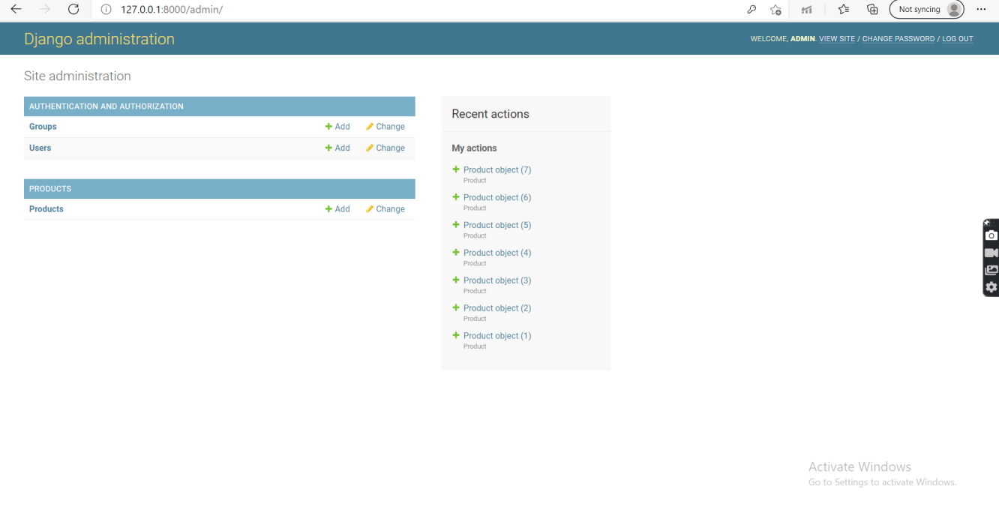 127.0.0.1:8000/admin/
Not syncing
Django administration
WELCOME, ADMIN. VIEW SITE / CHANGE PASSWORD / LOG OUT
Site administration
AUTHENTICATION AND AUTHORIZATION
Groups Add Change
Users Add Change
PRODUCTS
Products Add Change
Recent actions
My actions
Product object (7)
Product
Product object (6)
Product
Product object (5)
Product
Product object (4)
Product
Product object (3)
Product
Product object (2)
Product
Product object (1)
Product
Activate Windows
Go to Settings to activate Windows.